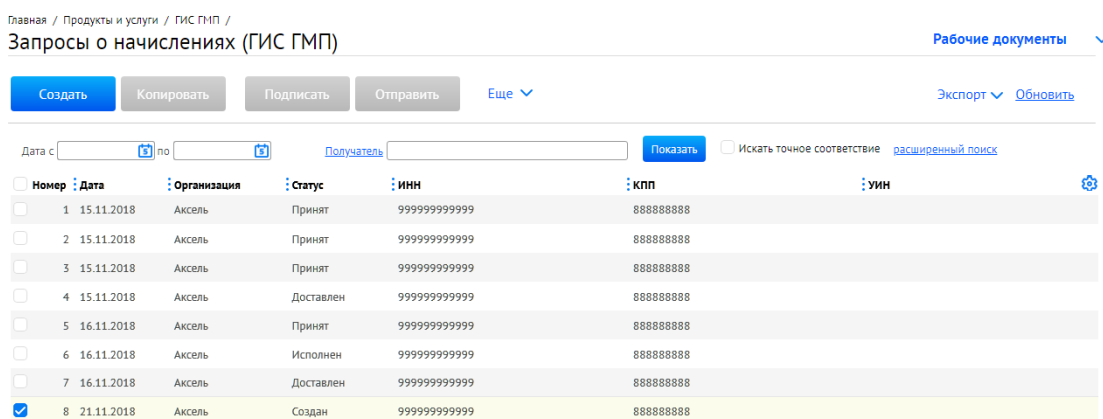 Главная / Продукты и услуги / ГИС ГМП /
Запросы о начислениях (ГИС ГМП)
Рабочие документы
Создать Копировать Подписать Отправить Еще Экспорт Обновить
Дата с по Получатель Показать Искать точное соответствие расширенный поиск
Номер Дата Организация Статус ИНН КПП УИН
1 15.11.2018 Аксель Принят 999999999999 888888888
2 15.11.2018 Аксель Принят 999999999999 888888888
3 15.11.2018 Аксель Принят 999999999999 888888888
4 15.11.2018 Аксель Доставлен 999999999999 888888888
5 16.11.2018 Аксель Принят 999999999999 888888888
6 16.11.2018 Аксель Исполнен 999999999999 888888888
7 16.11.2018 Аксель Доставлен 999999999999 888888888
8 21.11.2018 Аксель Создан 999999999999 888888888